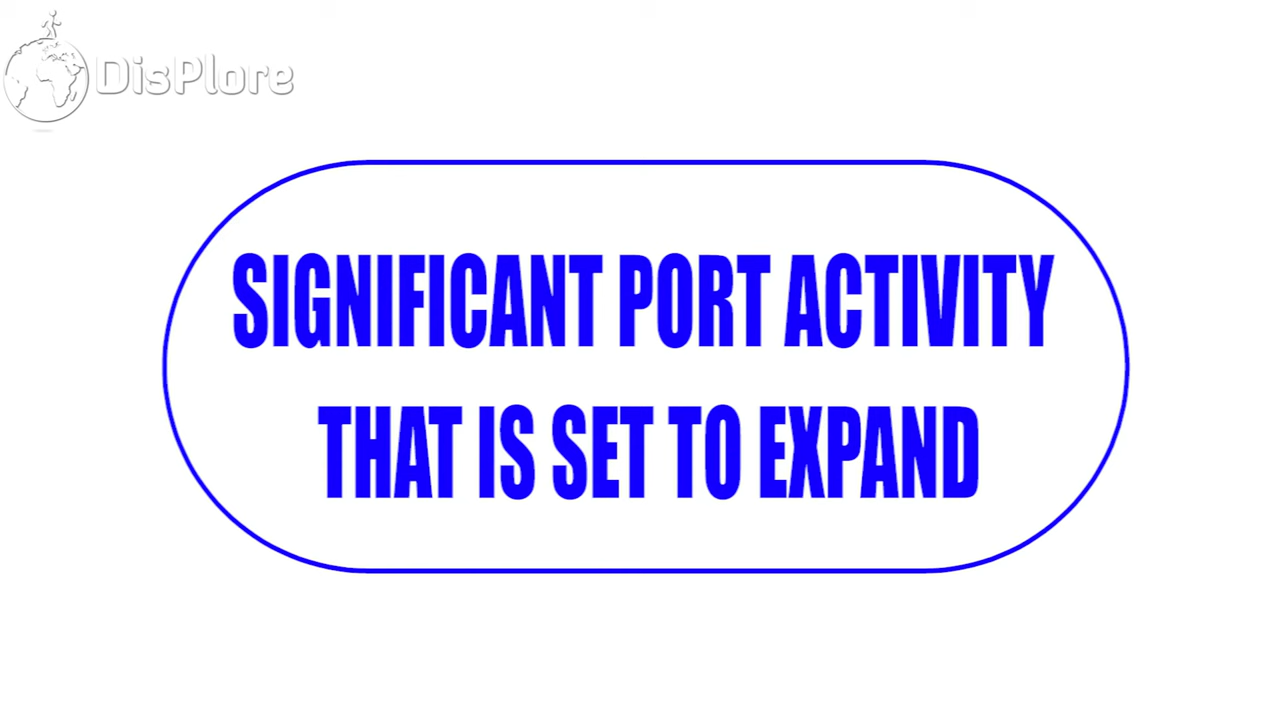 DisPlore
SIGNIFICANT PORT ACTIVITY
THAT IS SET TO EXPAND